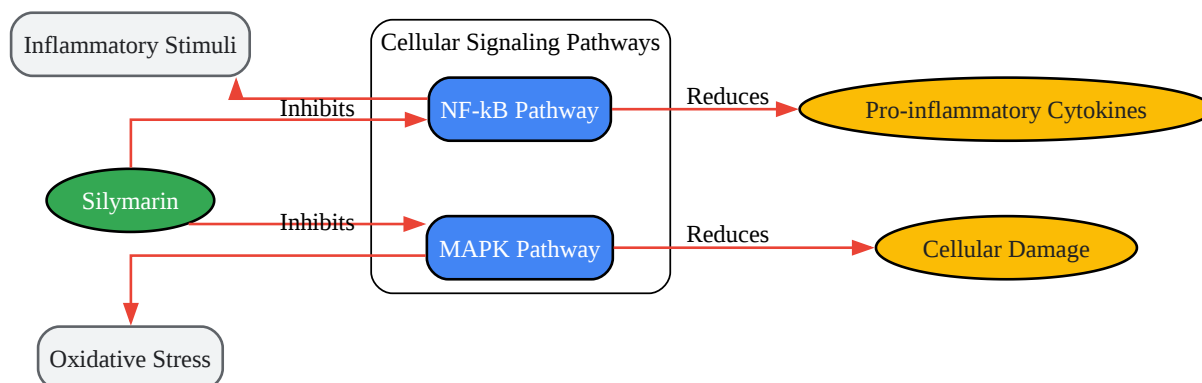 Inflammatory Stimuli
Cellular Signaling Pathways
Inhibits
NF-kB Pathway
Reduces
Pro-inflammatory Cytokines
Silymarin
Inhibits
MAPK Pathway
Reduces
Cellular Damage
Oxidative Stress